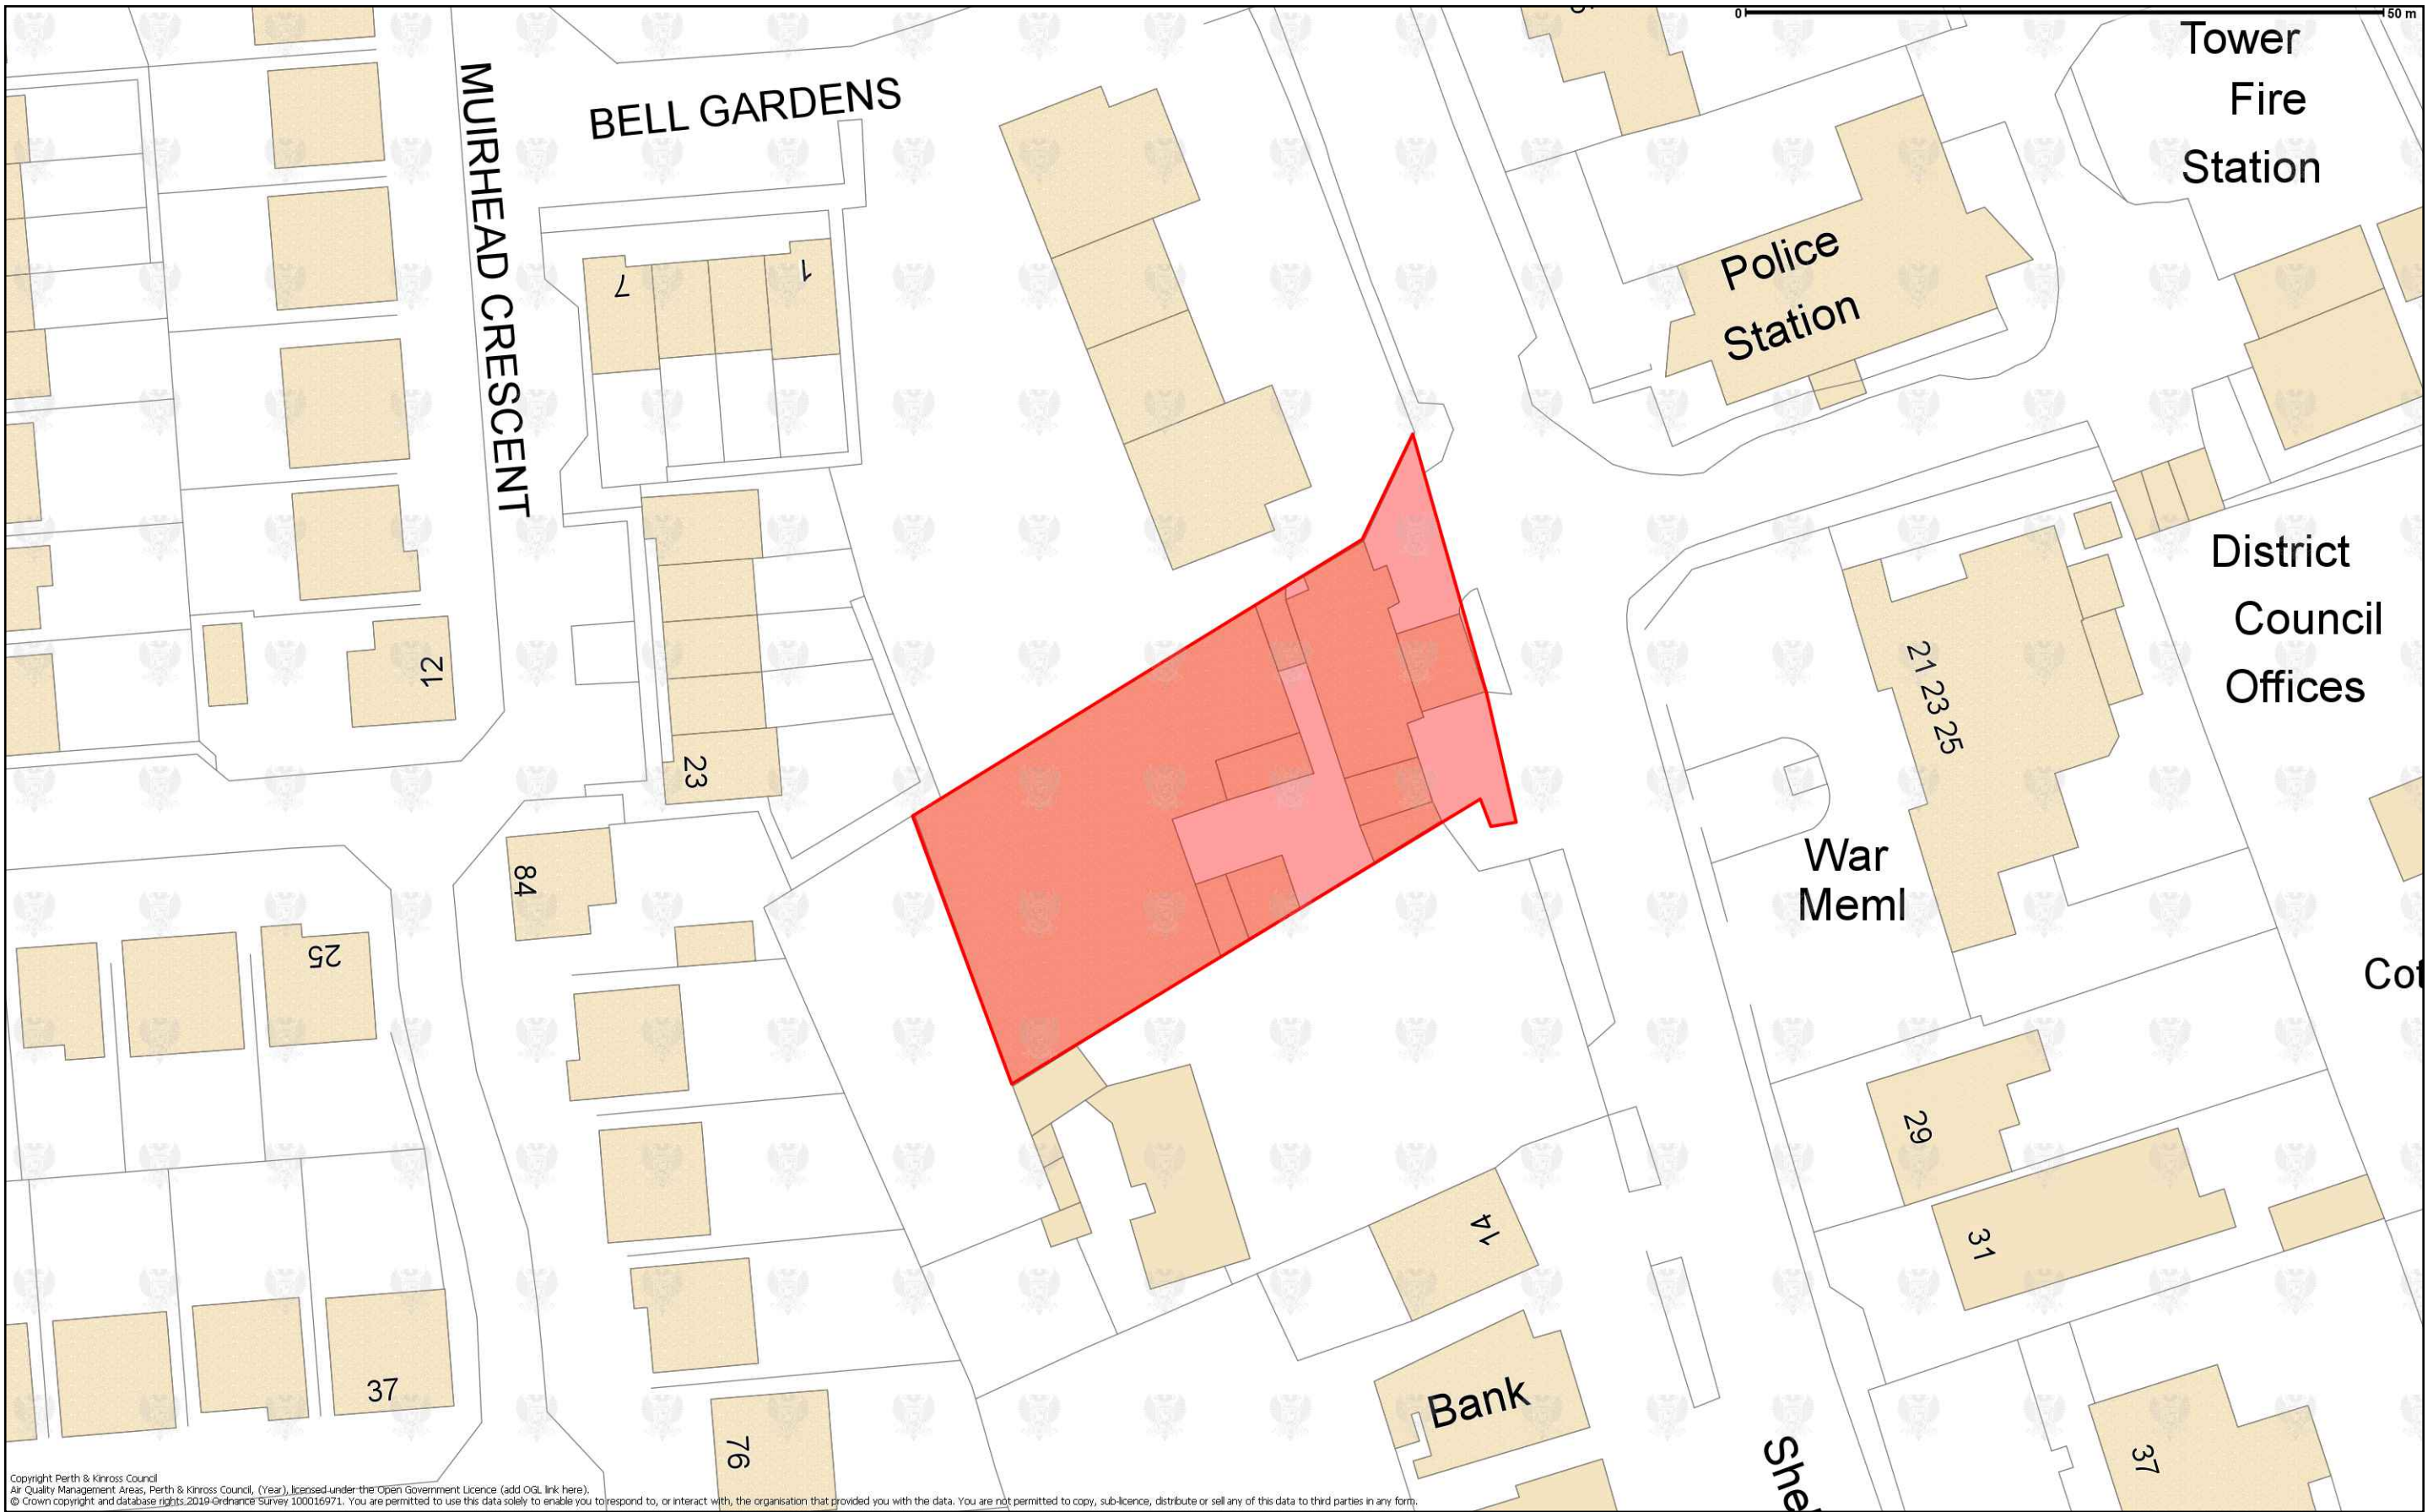 0
50 m
Tower
Fire
Station
MUIRHEAD CRESCENT
BELL GARDENS
7
1
Police
Station
District
Council
Offices
12
21 23 25
23
War
Meml
84
25
29
31
14
37
Bank
76
37
Copyright Perth & Kinross Council
Air Quality Management Areas, Perth & Kinross Council, (Year), licensed under the Open Government Licence (add OGL link here).
© Crown copyright and database rights 2019 Ordnance Survey 100016971. You are permitted to use this data solely to enable you to respond to, or interact with, the organisation that provided you with the data. You are not permitted to copy, sub-licence, distribute or sell any of this data to third parties in any form.